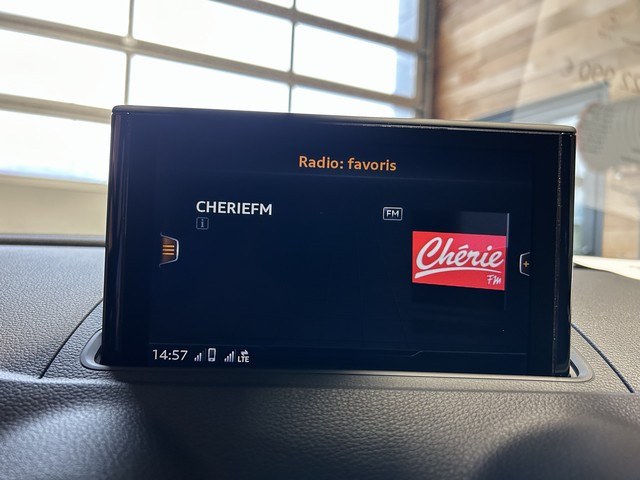 Radio: favoris
CHERIEFM
FM
i
Chérie
FM
+
14:57
LTE